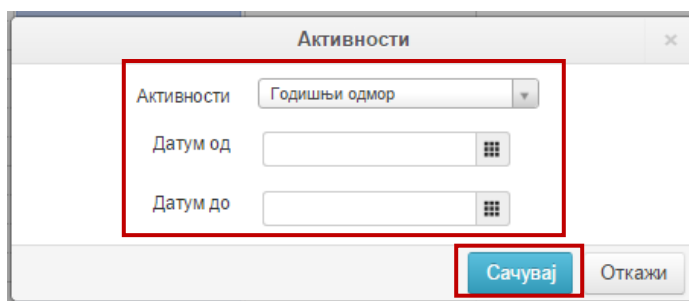 Активности
Активности Годишњи одмор
Датум од
Датум до
Сачувај Откажи